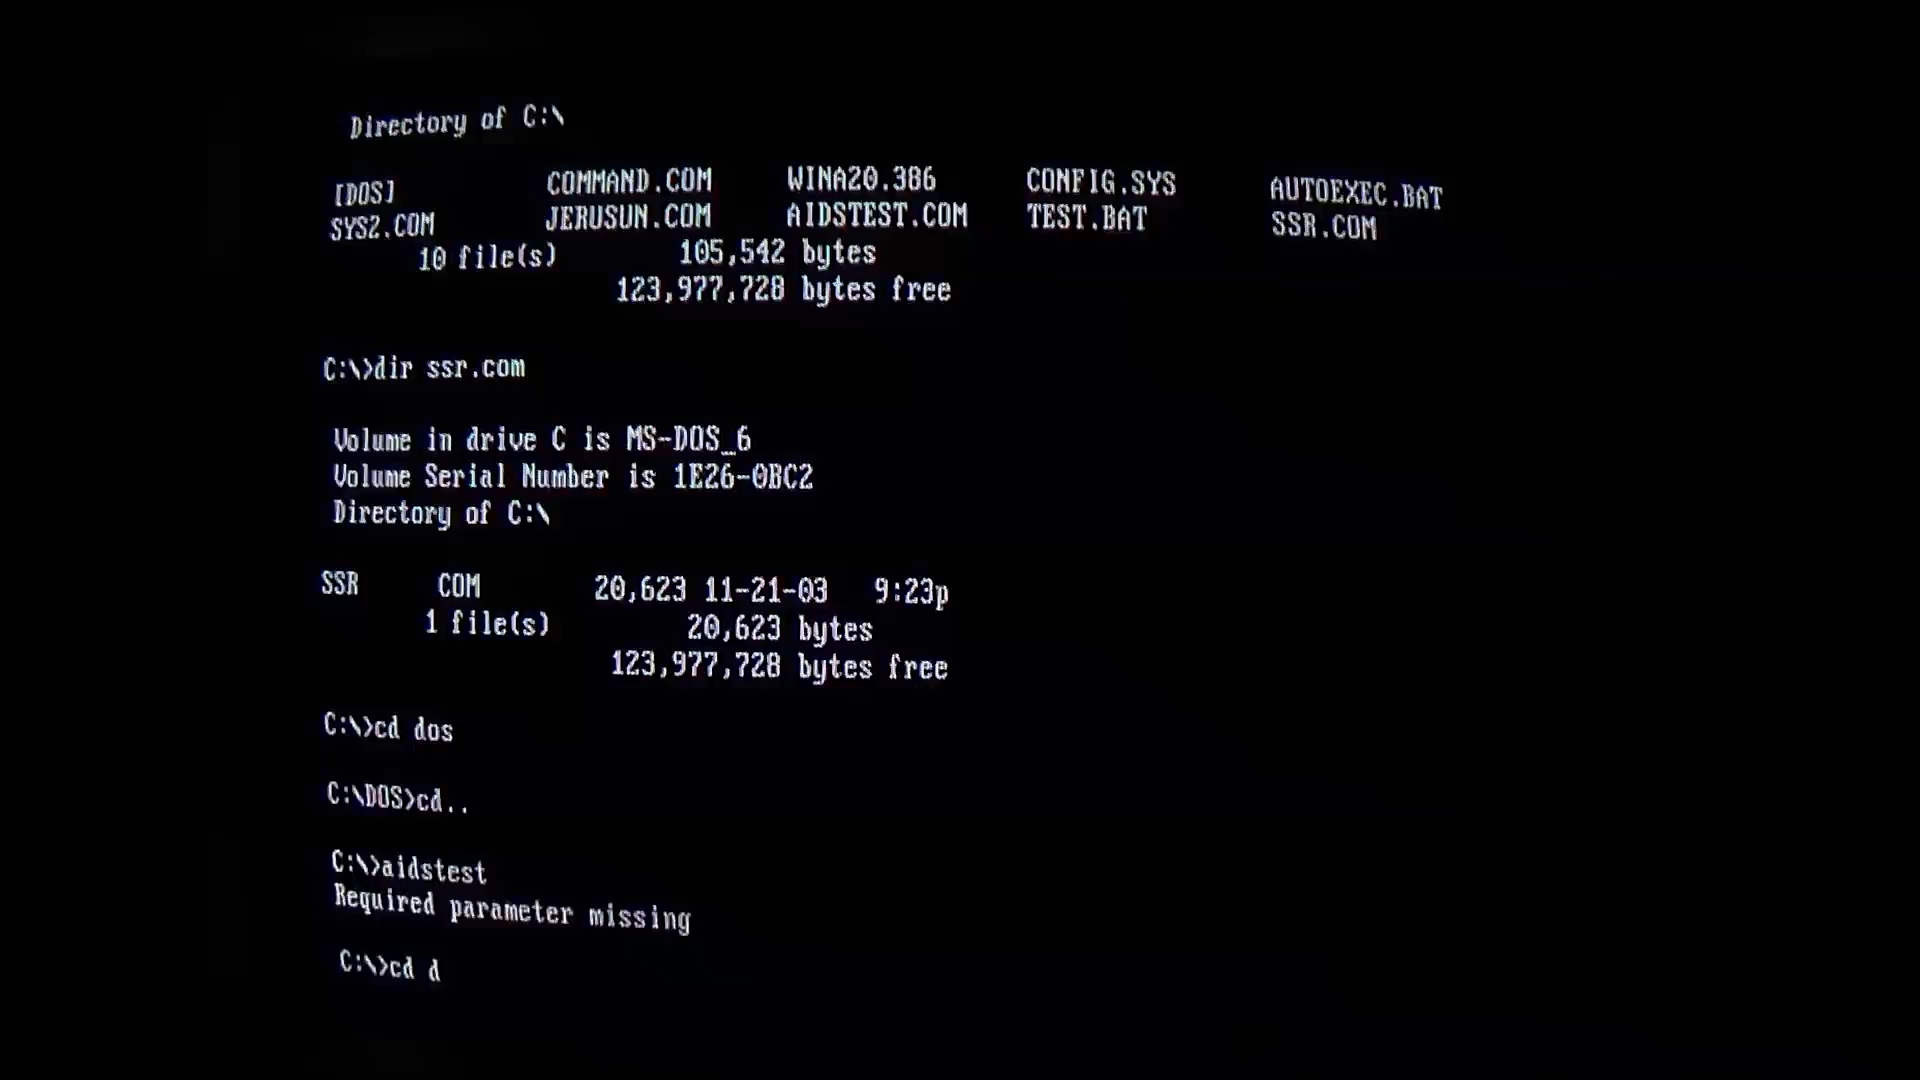 Directory of C:\
[DOS] COMMAND.COM WINA20.386 CONFIG.SYS AUTOEXEC.BAT
SYS2.COM JERUSUN.COM AIDSTEST.COM TEST.BAT SSR.COM
10 file(s) 105,542 bytes
123,977,728 bytes free
C:\>dir ssr.com
Volume in drive C is MS-DOS_6
Volume Serial Number is 1E26-0BC2
Directory of C:\
SSR COM 20,623 11-21-03 9:23p
1 file(s) 20,623 bytes
123,977,728 bytes free
C:\>cd dos
C:\DOS>cd..
C:\>aidstest
Required parameter missing
C:\>cd d